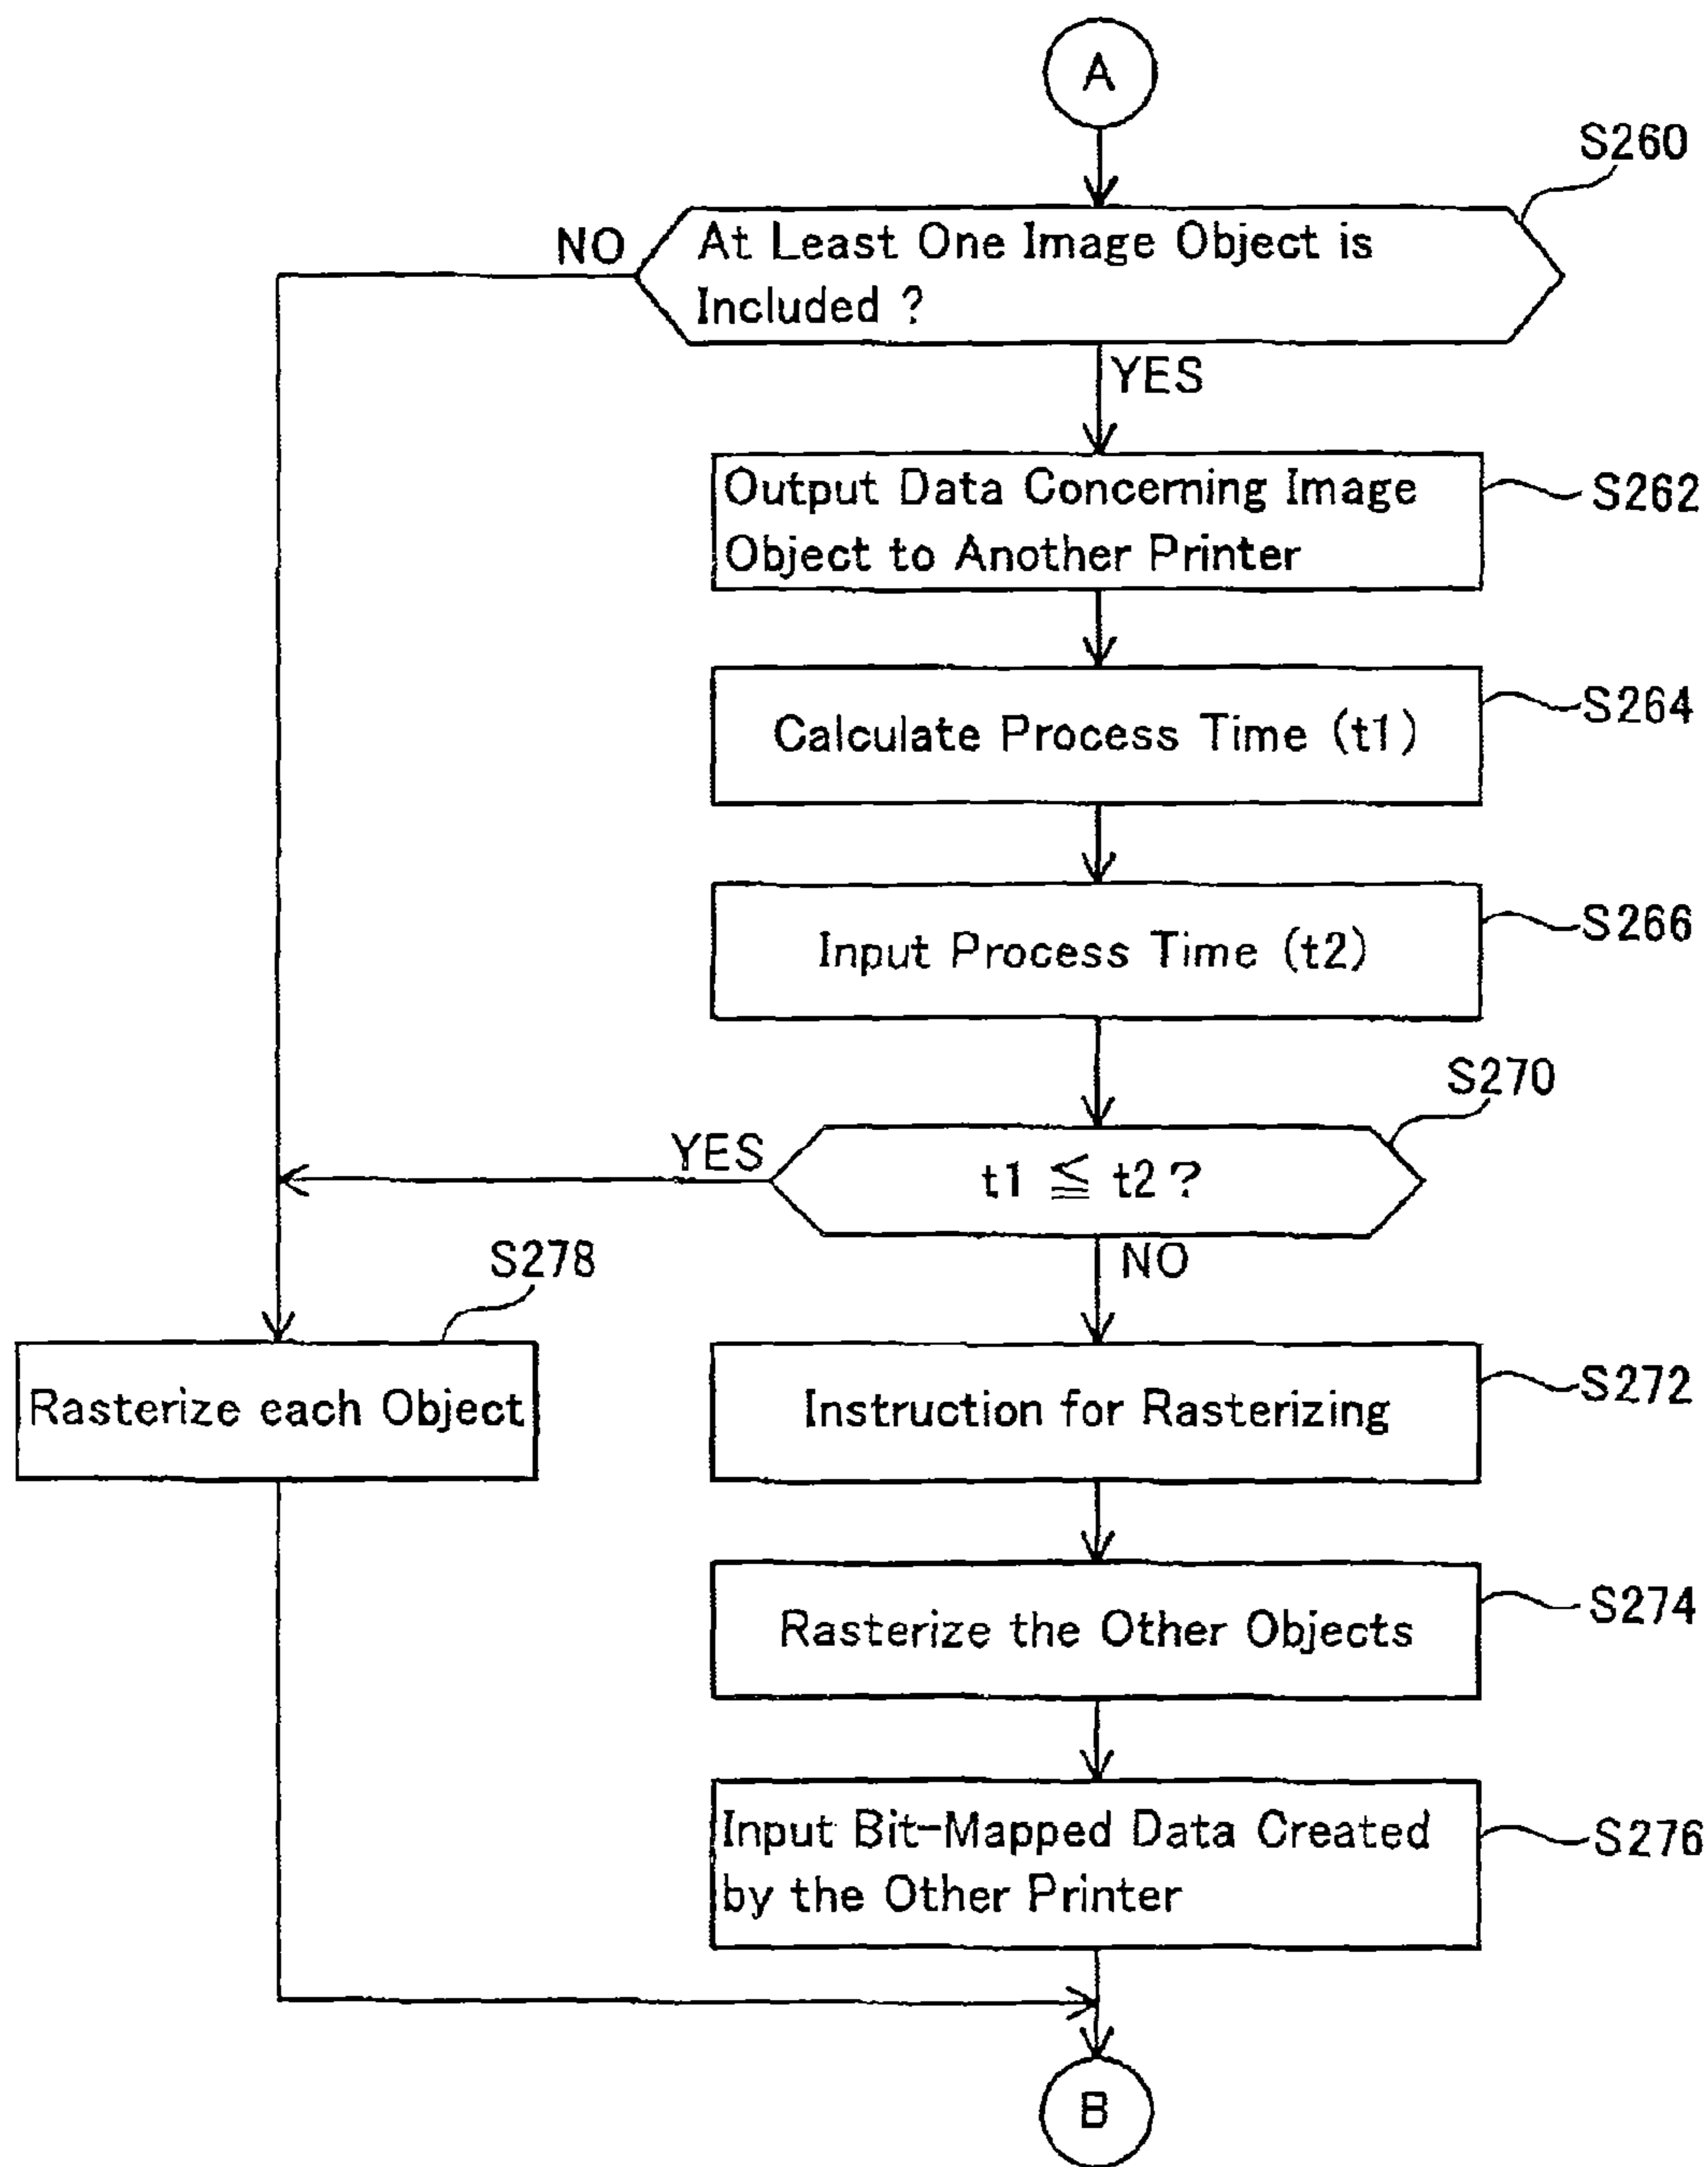 A
S260
NO
At Least One Image Object is
Included ?
YES
Output Data Concerning Image
Object to Another Printer
S262
Calculate Process Time (t1)
S264
Input Process Time (t2)
S266
S270
YES
t1 ≦ t2 ?
NO
S278
Rasterize each Object
Instruction for Rasterizing
S272
Rasterize the Other Objects
S274
Input Bit-Mapped Data Created
by the Other Printer
S276
B